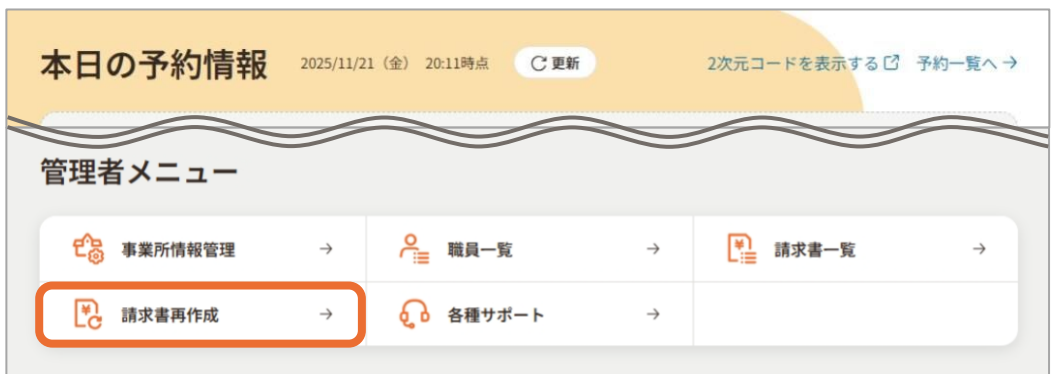 本日の予約情報 2025/11/21（金） 20:11時点 更新 2次元コードを表示する 予約一覧へ→
管理者メニュー
事業所情報管理 → 職員一覧 → 請求書一覧 →
請求書再作成 → 各種サポート →